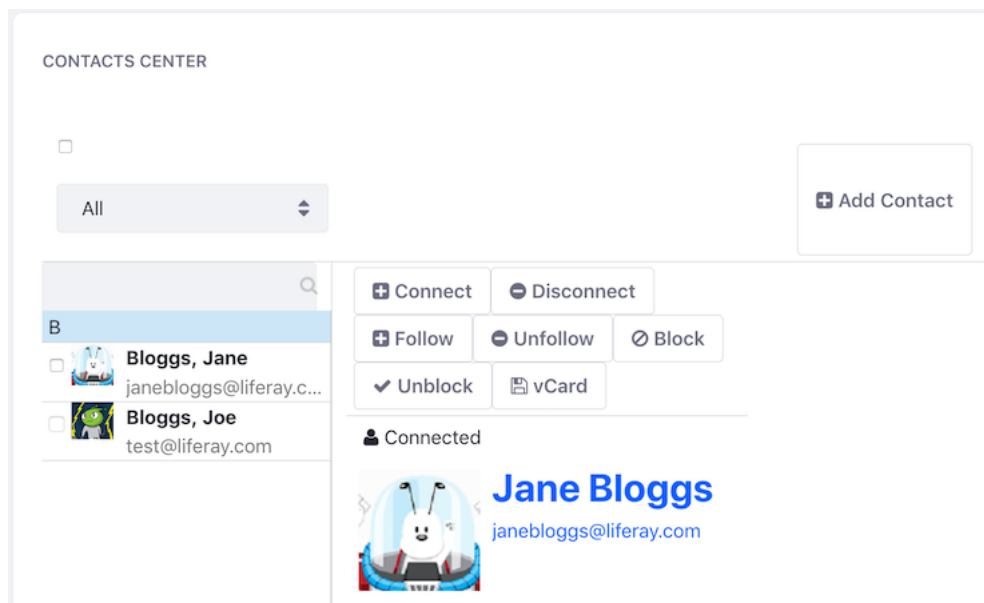 CONTACTS CENTER
All
Add Contact
B
Bloggs, Jane
janebloggs@liferay.c...
Bloggs, Joe
test@liferay.com
Connect
Disconnect
Follow
Unfollow
Block
Unblock
vCard
Connected
Jane Bloggs
janebloggs@liferay.com